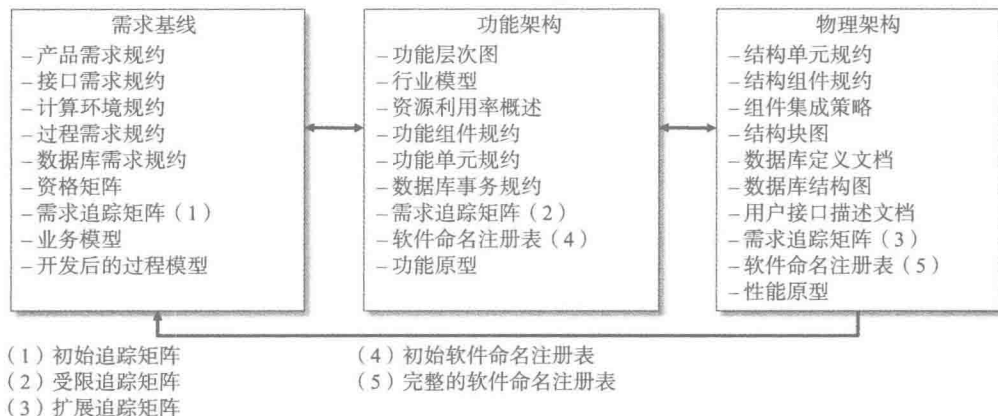 需求基线
–产品需求规约
–接口需求规约
–计算环境规约
–过程需求规约
–数据库需求规约
–资格矩阵
–需求追踪矩阵（1）
–业务模型
–开发后的过程模型
功能架构
–功能层次图
–行业模型
–资源利用率概述
–功能组件规约
–功能单元规约
–数据库事务规约
–需求追踪矩阵（2）
–软件命名注册表（4）
–功能原型
物理架构
–结构单元规约
–结构组件规约
–组件集成策略
–结构块图
–数据库定义文档
–数据库结构图
–用户接口描述文档
–需求追踪矩阵（3）
–软件命名注册表（5）
–性能原型
（1）初始追踪矩阵
（2）受限追踪矩阵
（3）扩展追踪矩阵
（4）初始软件命名注册表
（5）完整的软件命名注册表